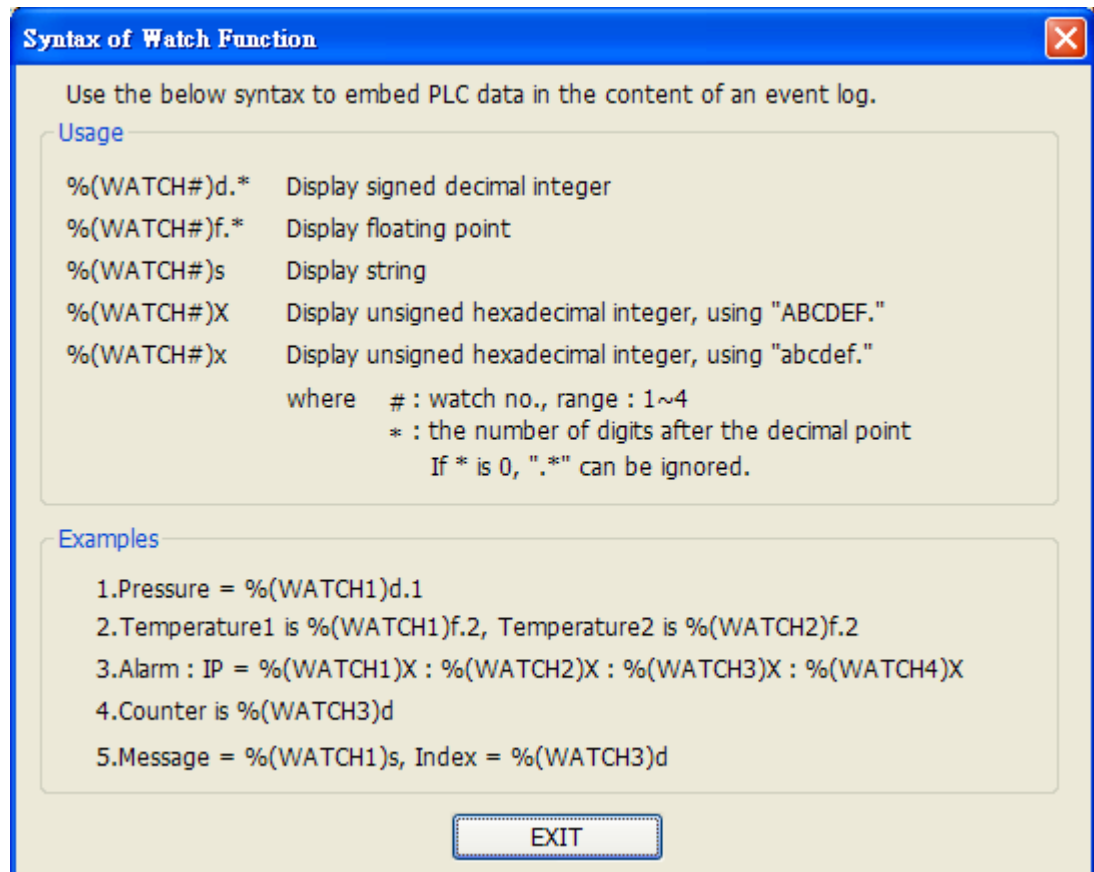 Syntax of Watch Function
Use the below syntax to embed PLC data in the content of an event log.
Usage
%(WATCH#)d.* Display signed decimal integer
%(WATCH#)f.* Display floating point
%(WATCH#)s Display string
%(WATCH#)X Display unsigned hexadecimal integer, using "ABCDEF."
%(WATCH#)x Display unsigned hexadecimal integer, using "abcdef."
where # : watch no., range : 1~4
* : the number of digits after the decimal point
If * is 0, ".*" can be ignored.
Examples
1.Pressure = %(WATCH1)d.1
2.Temperature1 is %(WATCH1)f.2, Temperature2 is %(WATCH2)f.2
3.Alarm : IP = %(WATCH1)X : %(WATCH2)X : %(WATCH3)X : %(WATCH4)X
4.Counter is %(WATCH3)d
5.Message = %(WATCH1)s, Index = %(WATCH3)d
EXIT